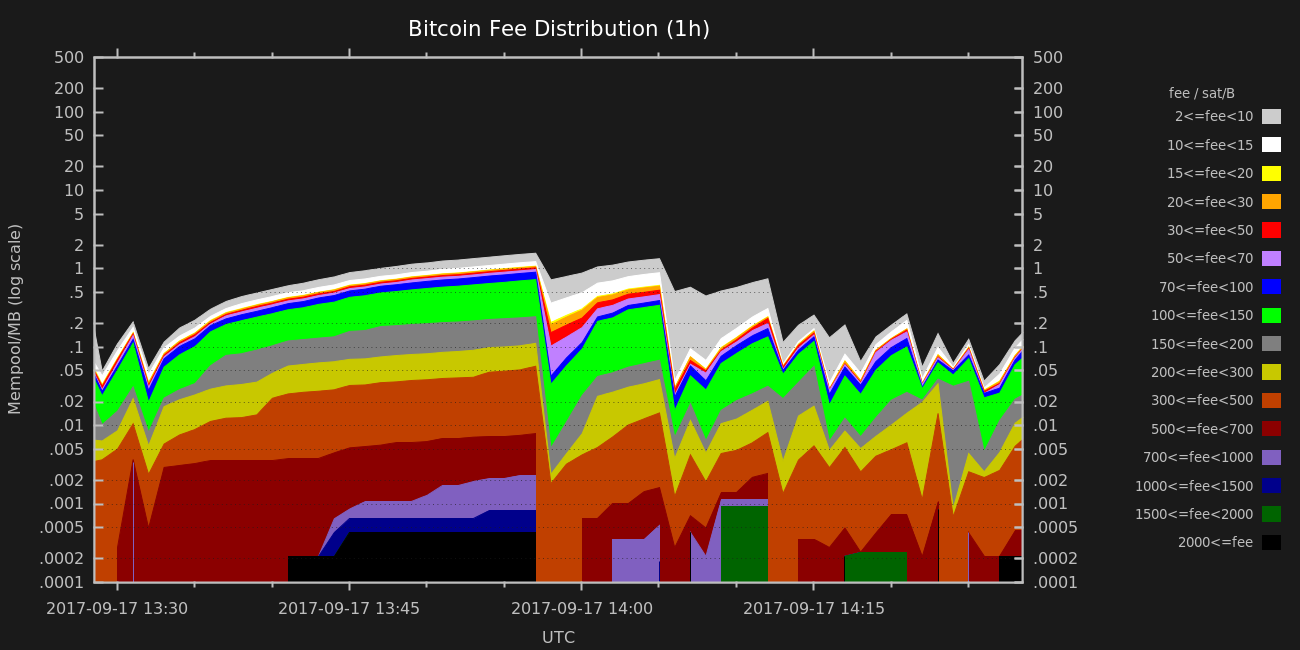 Bitcoin Fee Distribution (1h)
Mempool/MB (log scale)
500
200
100
50
20
10
5
2
1
.5
.2
.1
.05
.02
.01
.005
.002
.001
.0005
.0002
.0001
500
200
100
50
20
10
5
2
1
.5
.2
.1
.05
.02
.01
.005
.002
.001
.0005
.0002
.0001
2017-09-17 13:30
2017-09-17 13:45
2017-09-17 14:00
2017-09-17 14:15
UTC
fee / sat/B
2<=fee<10
10<=fee<15
15<=fee<20
20<=fee<30
30<=fee<50
50<=fee<70
70<=fee<100
100<=fee<150
150<=fee<200
200<=fee<300
300<=fee<500
500<=fee<700
700<=fee<1000
1000<=fee<1500
1500<=fee<2000
2000<=fee